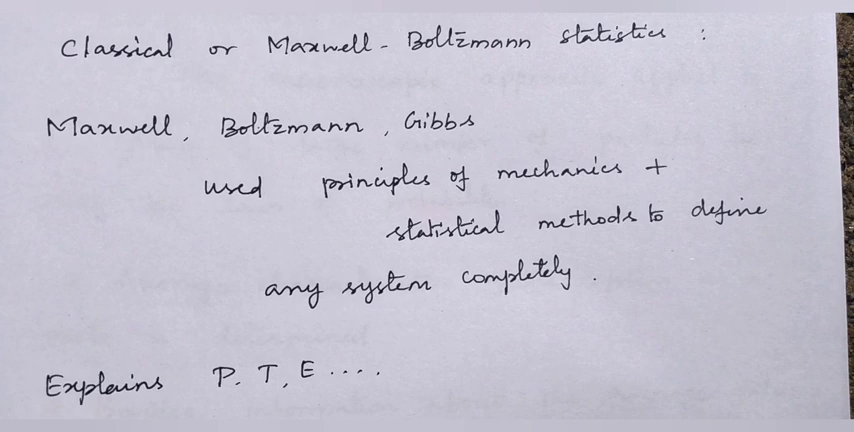 Classical or Maxwell - Boltzmann statistics :
Maxwell, Boltzmann, Gibbs
used principles of mechanics +
statistical methods to define
any system completely.
Explains P. T, E ....